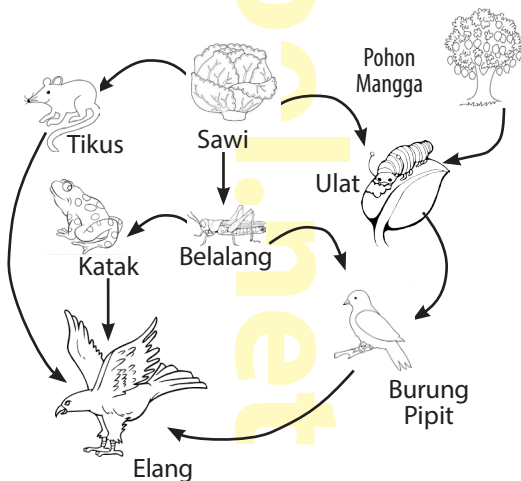 Pohon
Mangga
Tikus
Sawi
Ulat
Katak
Belalang
Burung
Pipit
Elang